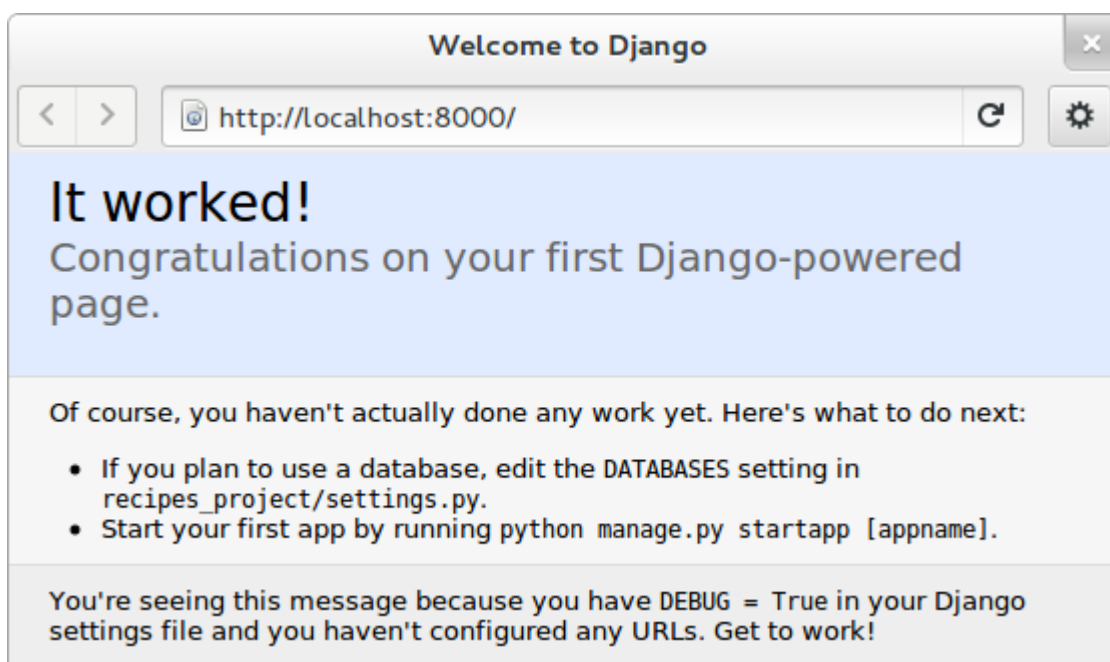 Welcome to Django
http://localhost:8000/
It worked!
Congratulations on your first Django-powered
page.
Of course, you haven't actually done any work yet. Here's what to do next:
If you plan to use a database, edit the DATABASES setting in
recipes_project/settings.py.
Start your first app by running python manage.py startapp [appname].
You're seeing this message because you have DEBUG = True in your Django
settings file and you haven't configured any URLs. Get to work!